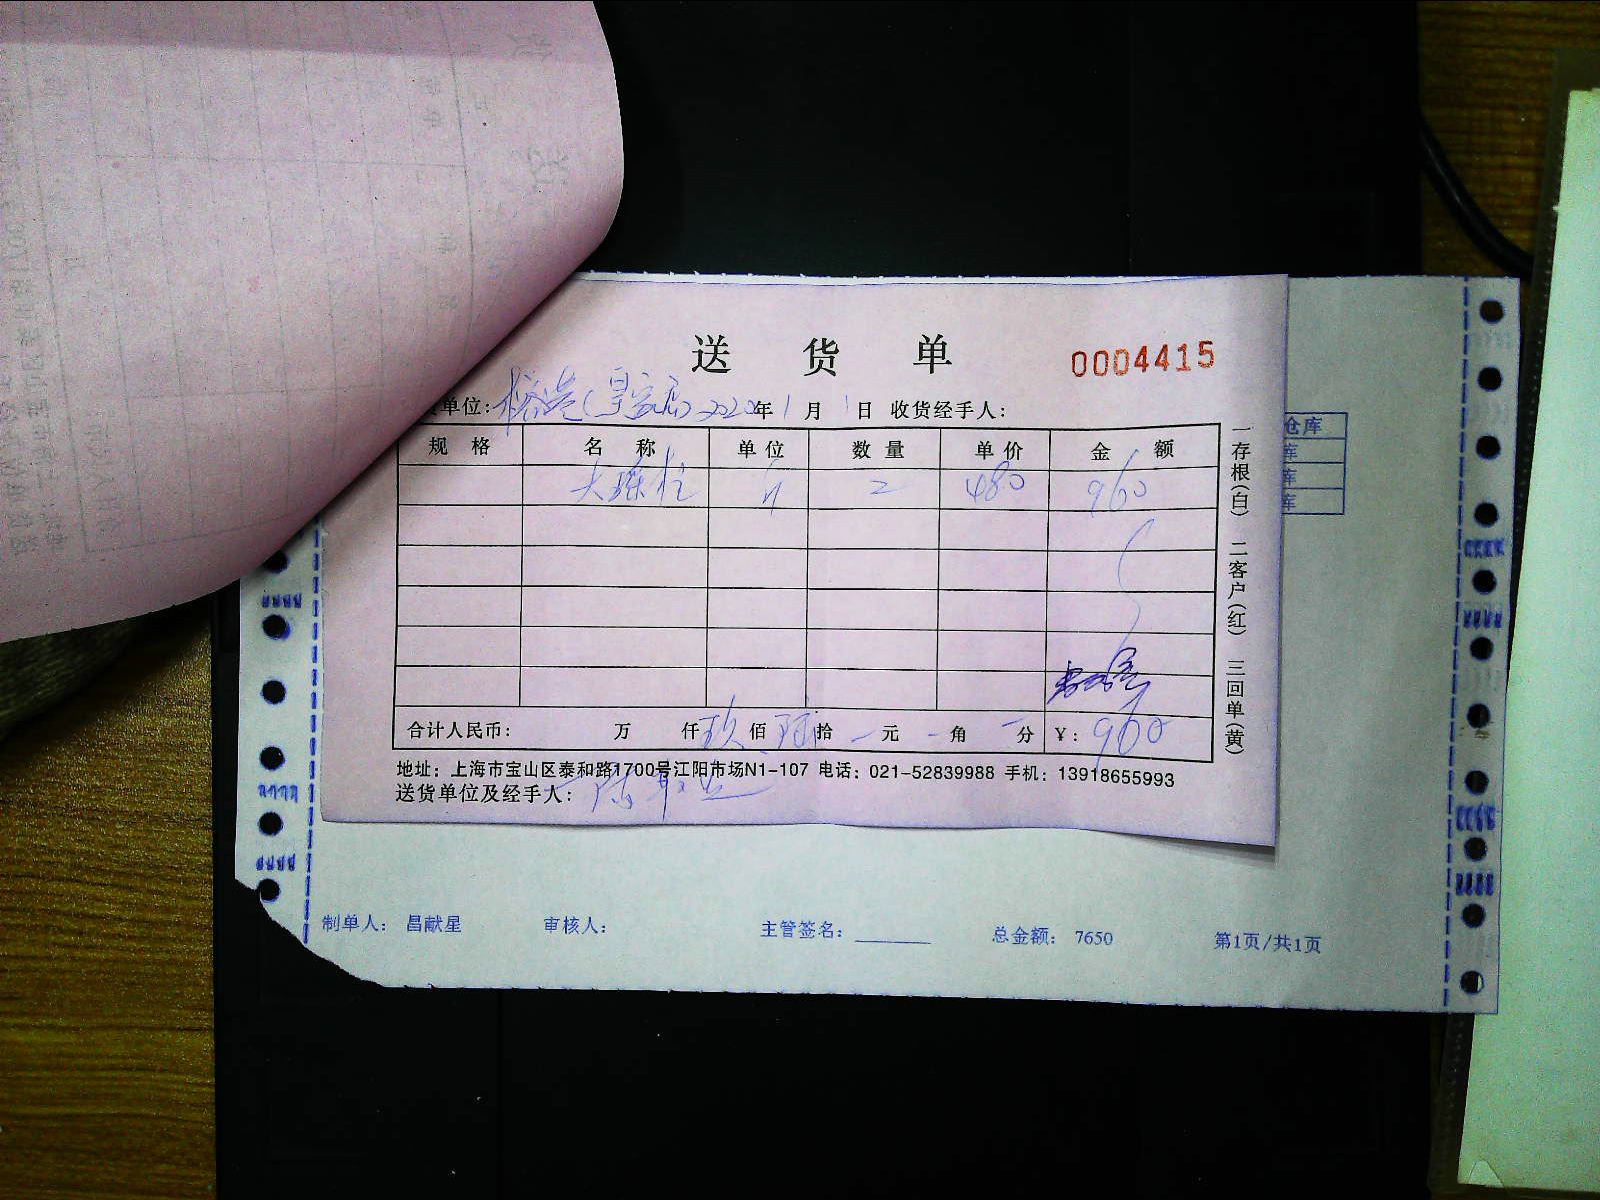 送 货 单
0004415
单位: 2020年1月1日 收货经手人:
规 格 名 称 单位 数量 单价 金 额
大 2 480 960
合计人民币: 万 仟玖佰陆拾 元 角 分 ¥: 960
地址: 上海市宝山区泰和路1700号江阳市场N1-107 电话: 021-52839988 手机: 13918655993
送货单位及经手人:
一存根(白) 二客户(红) 三回单(黄)
仓库
库
库
库
制单人: 昌献星 审核人: 主管签名: 总金额: 7650 第1页/共1页